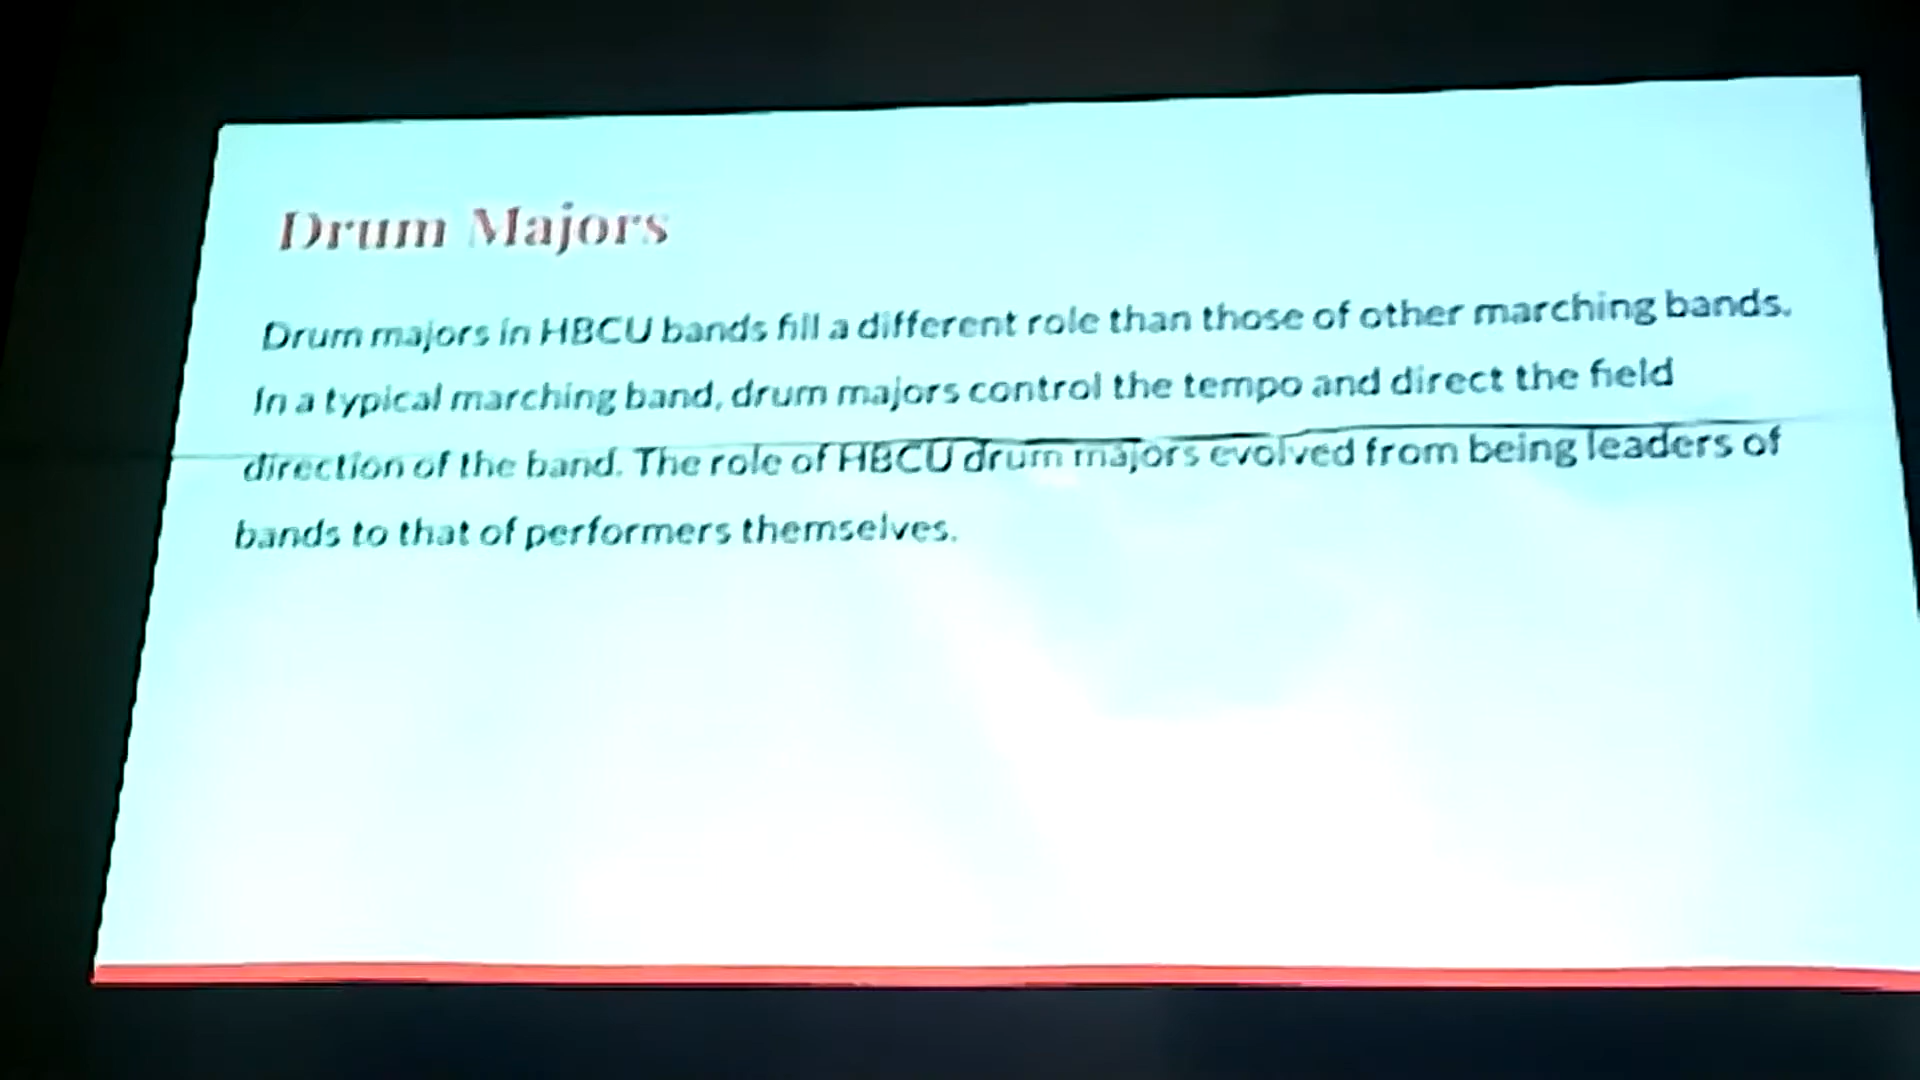 Drum Majors
Drum majors in HBCU bands fill a different role than those of other marching bands.
In a typical marching band, drum majors control the tempo and direct the field
direction of the band. The role of HBCU drum majors evolved from being leaders of
bands to that of performers themselves.